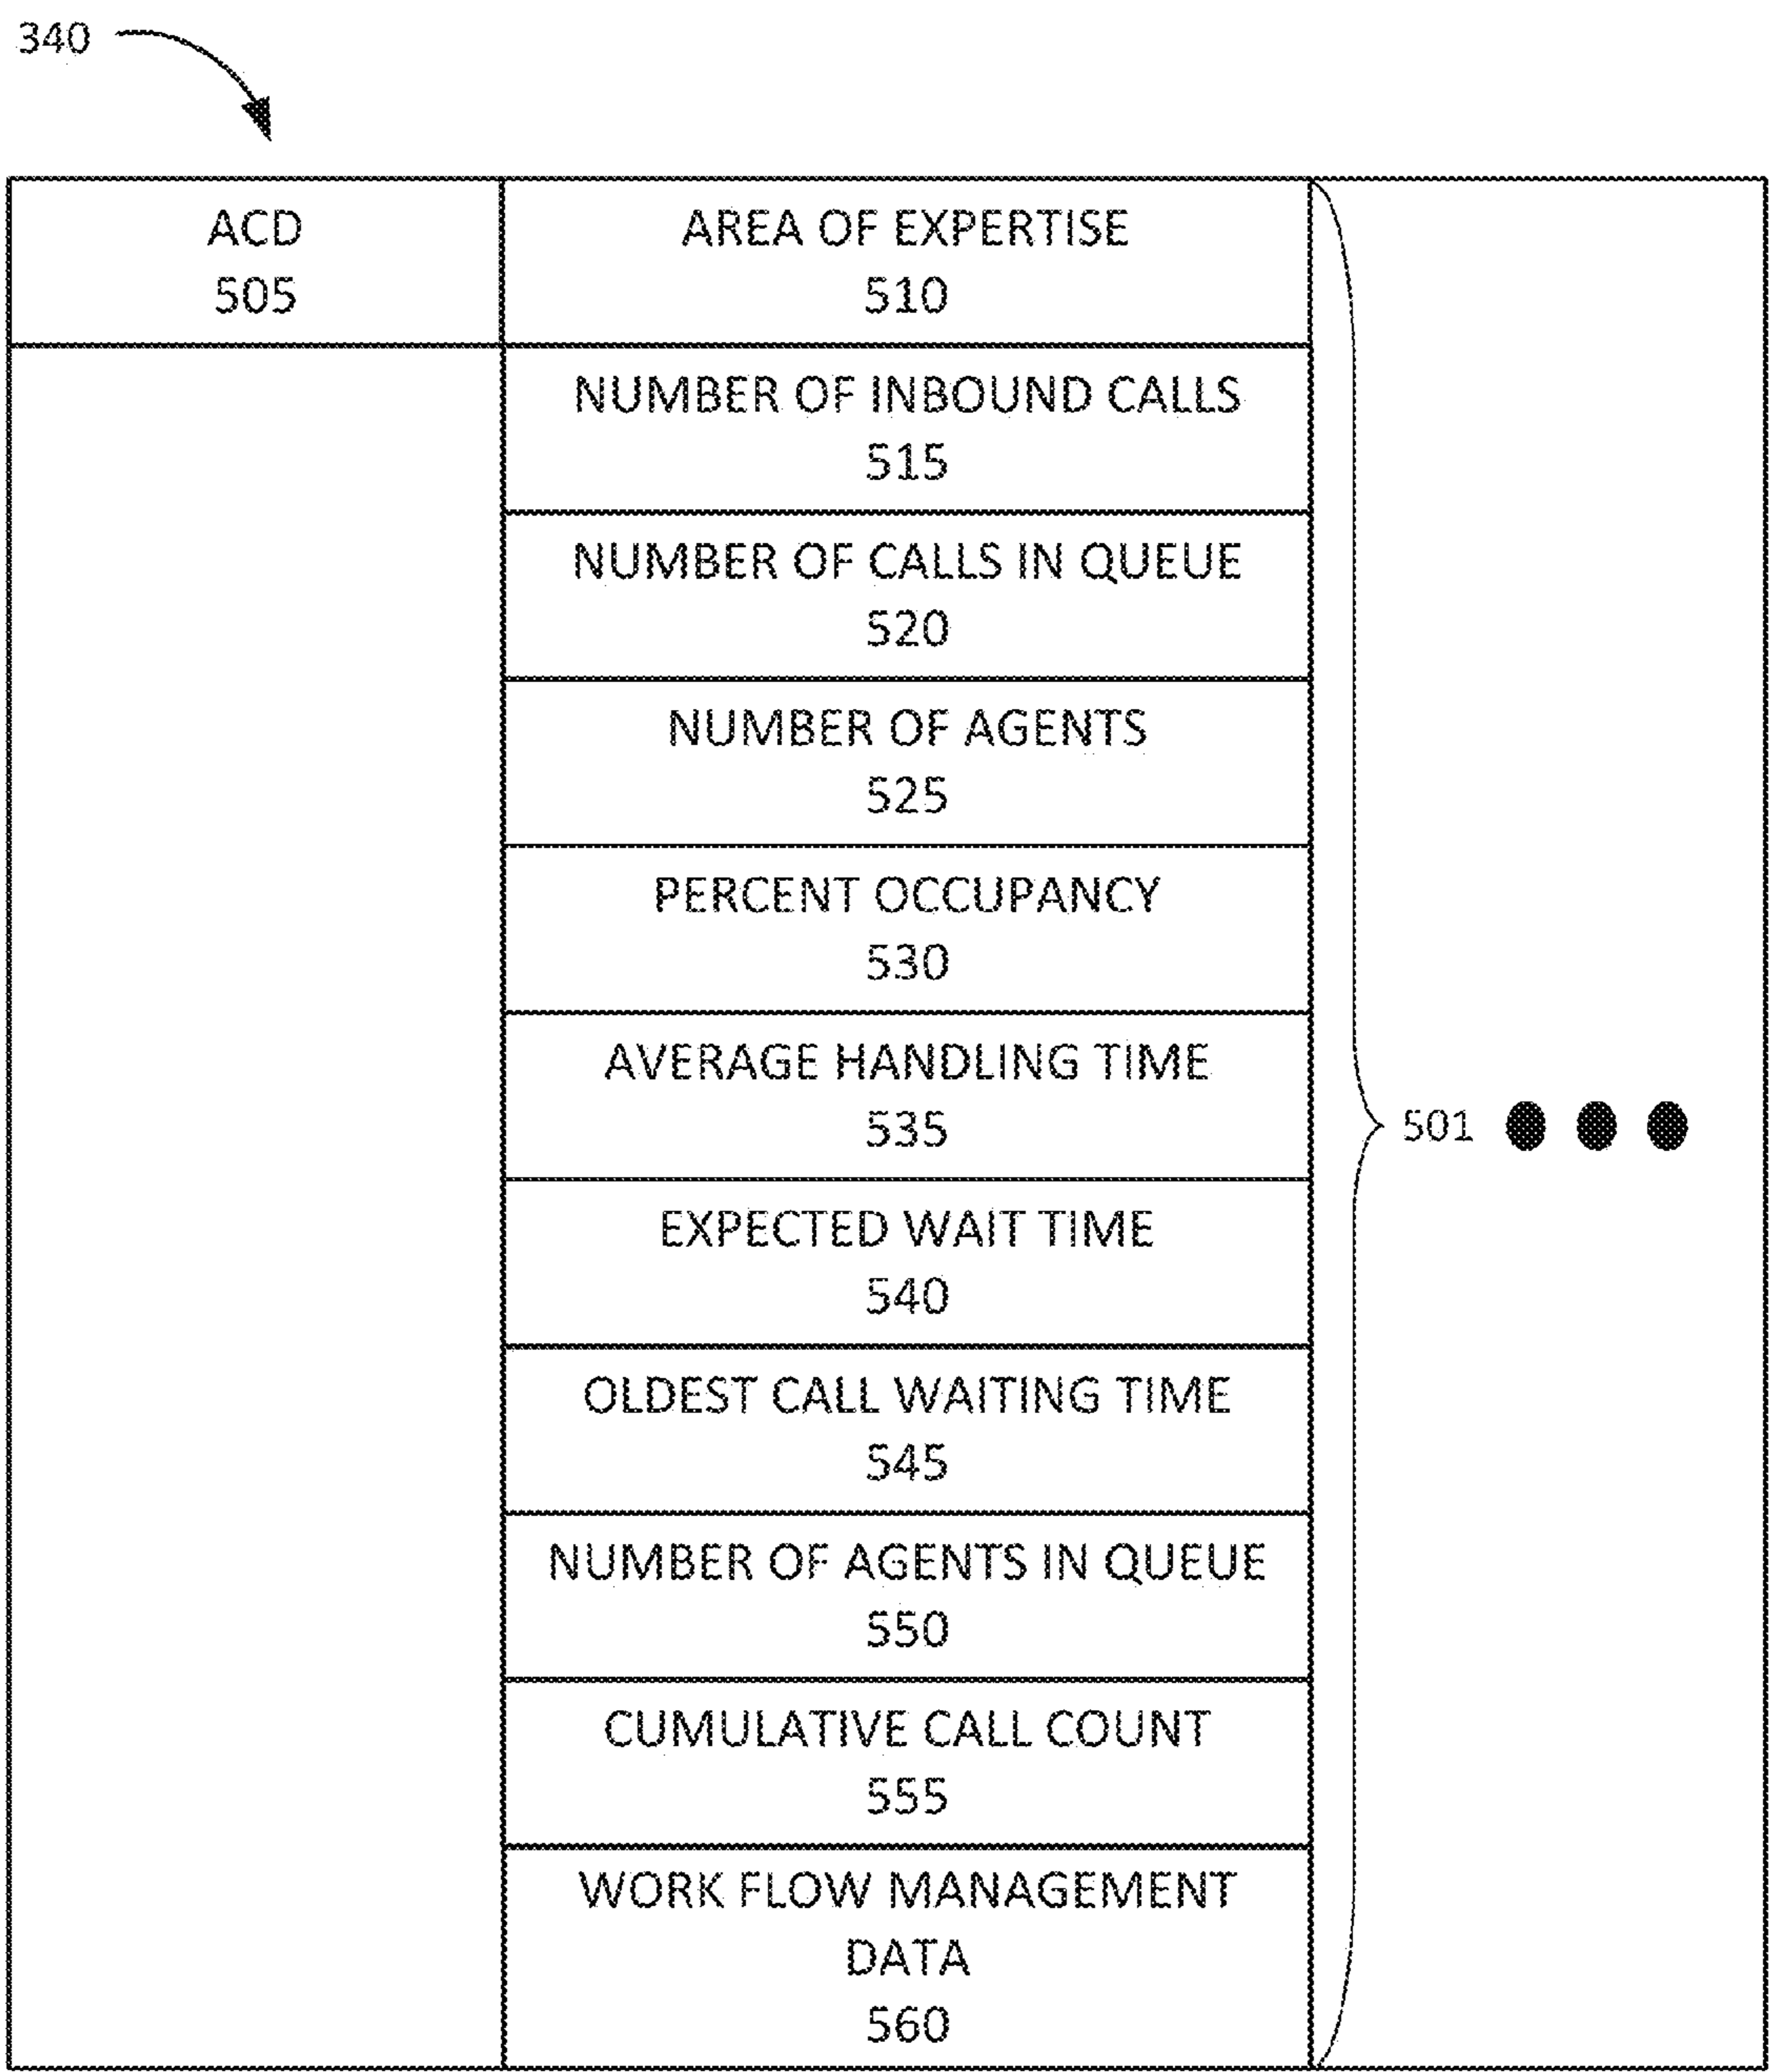 340
ACD
505
AREA OF EXPERTISE
510
NUMBER OF INBOUND CALLS
515
NUMBER OF CALLS IN QUEUE
520
NUMBER OF AGENTS
525
PERCENT OCCUPANCY
530
AVERAGE HANDLING TIME
535
501
EXPECTED WAIT TIME
540
OLDEST CALL WAITING TIME
545
NUMBER OF AGENTS IN QUEUE
550
CUMULATIVE CALL COUNT
555
WORK FLOW MANAGEMENT
DATA
560